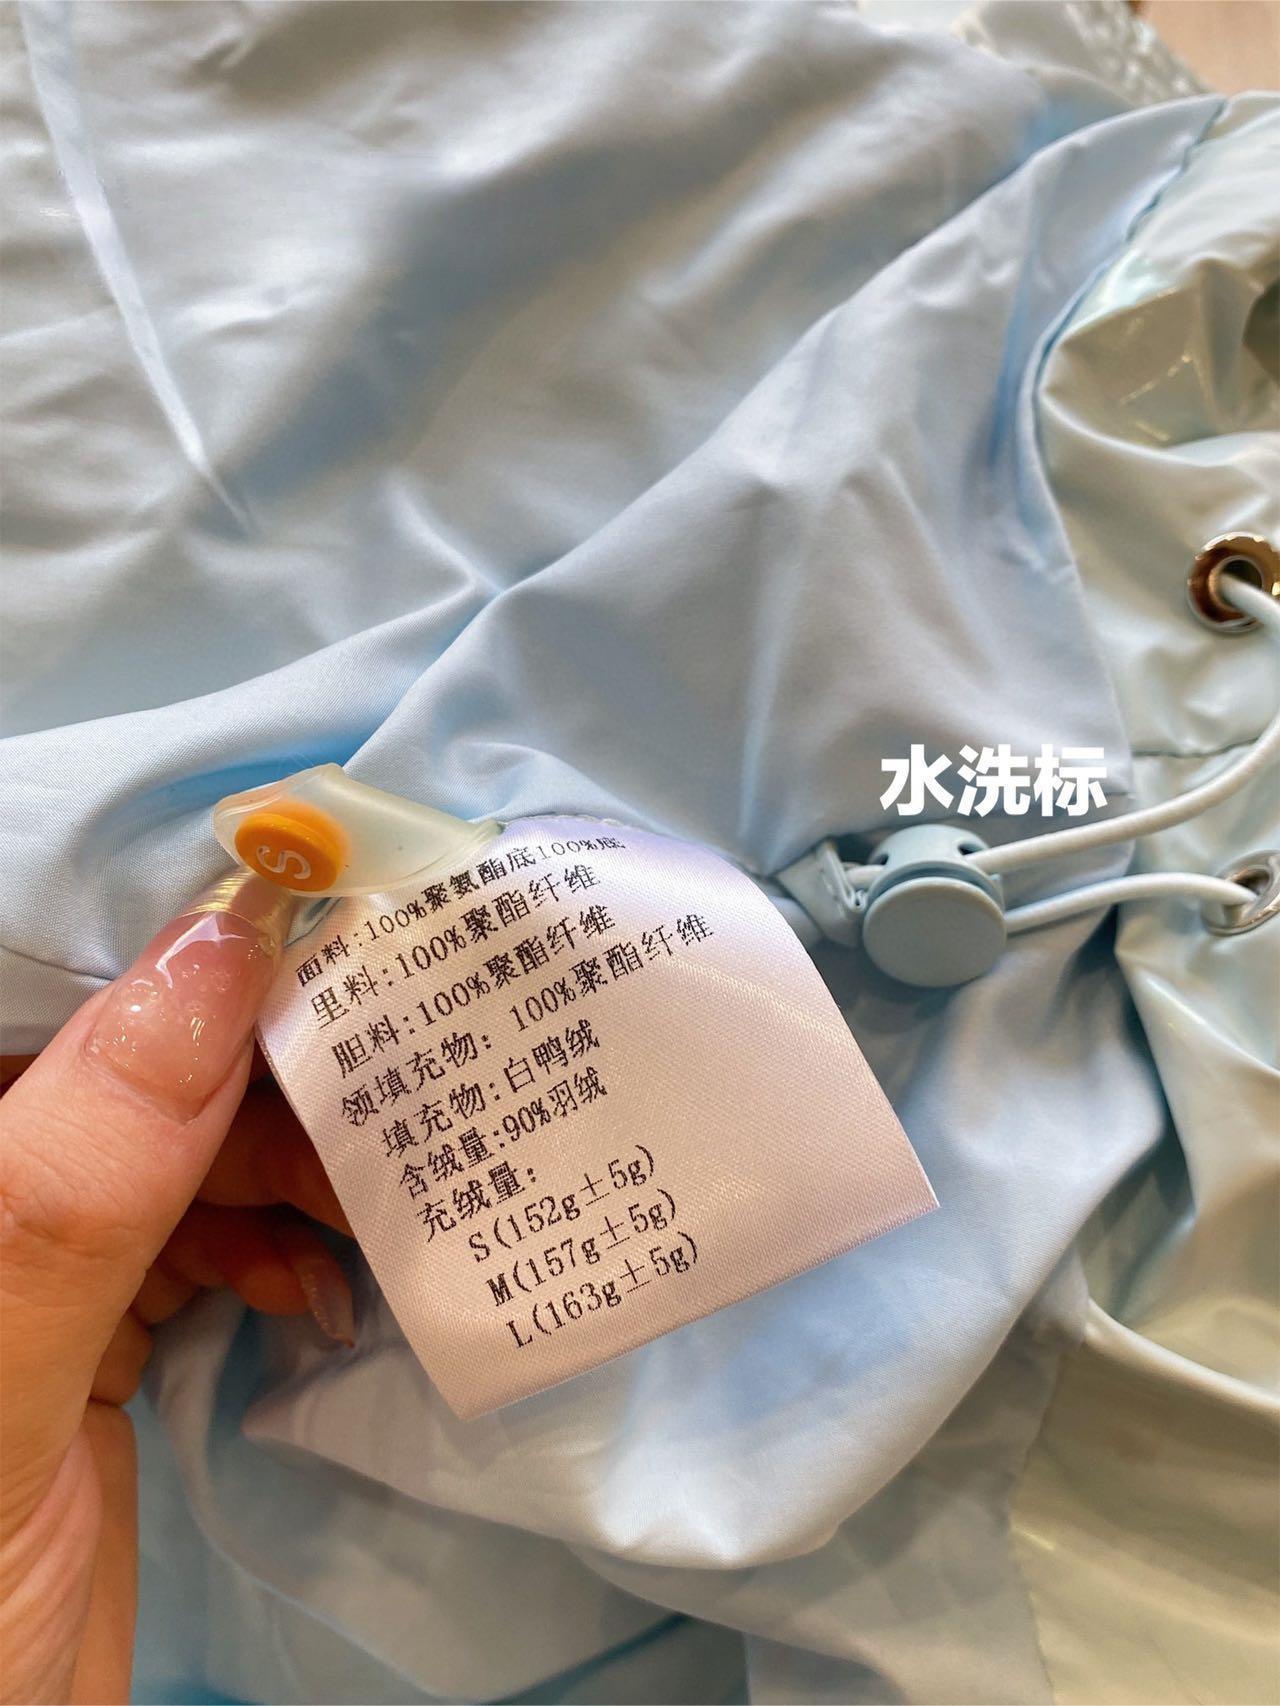 水洗标
S
面料:100%聚氨酯底100%底
里料:100%聚酯纤维
胆料:100%聚酯纤维
领填充物: 100%聚酯纤维
填充物:白鸭绒
含绒量:90%羽绒
充绒量:
S(152g±5g)
M(157g±5g)
L(163g±5g)